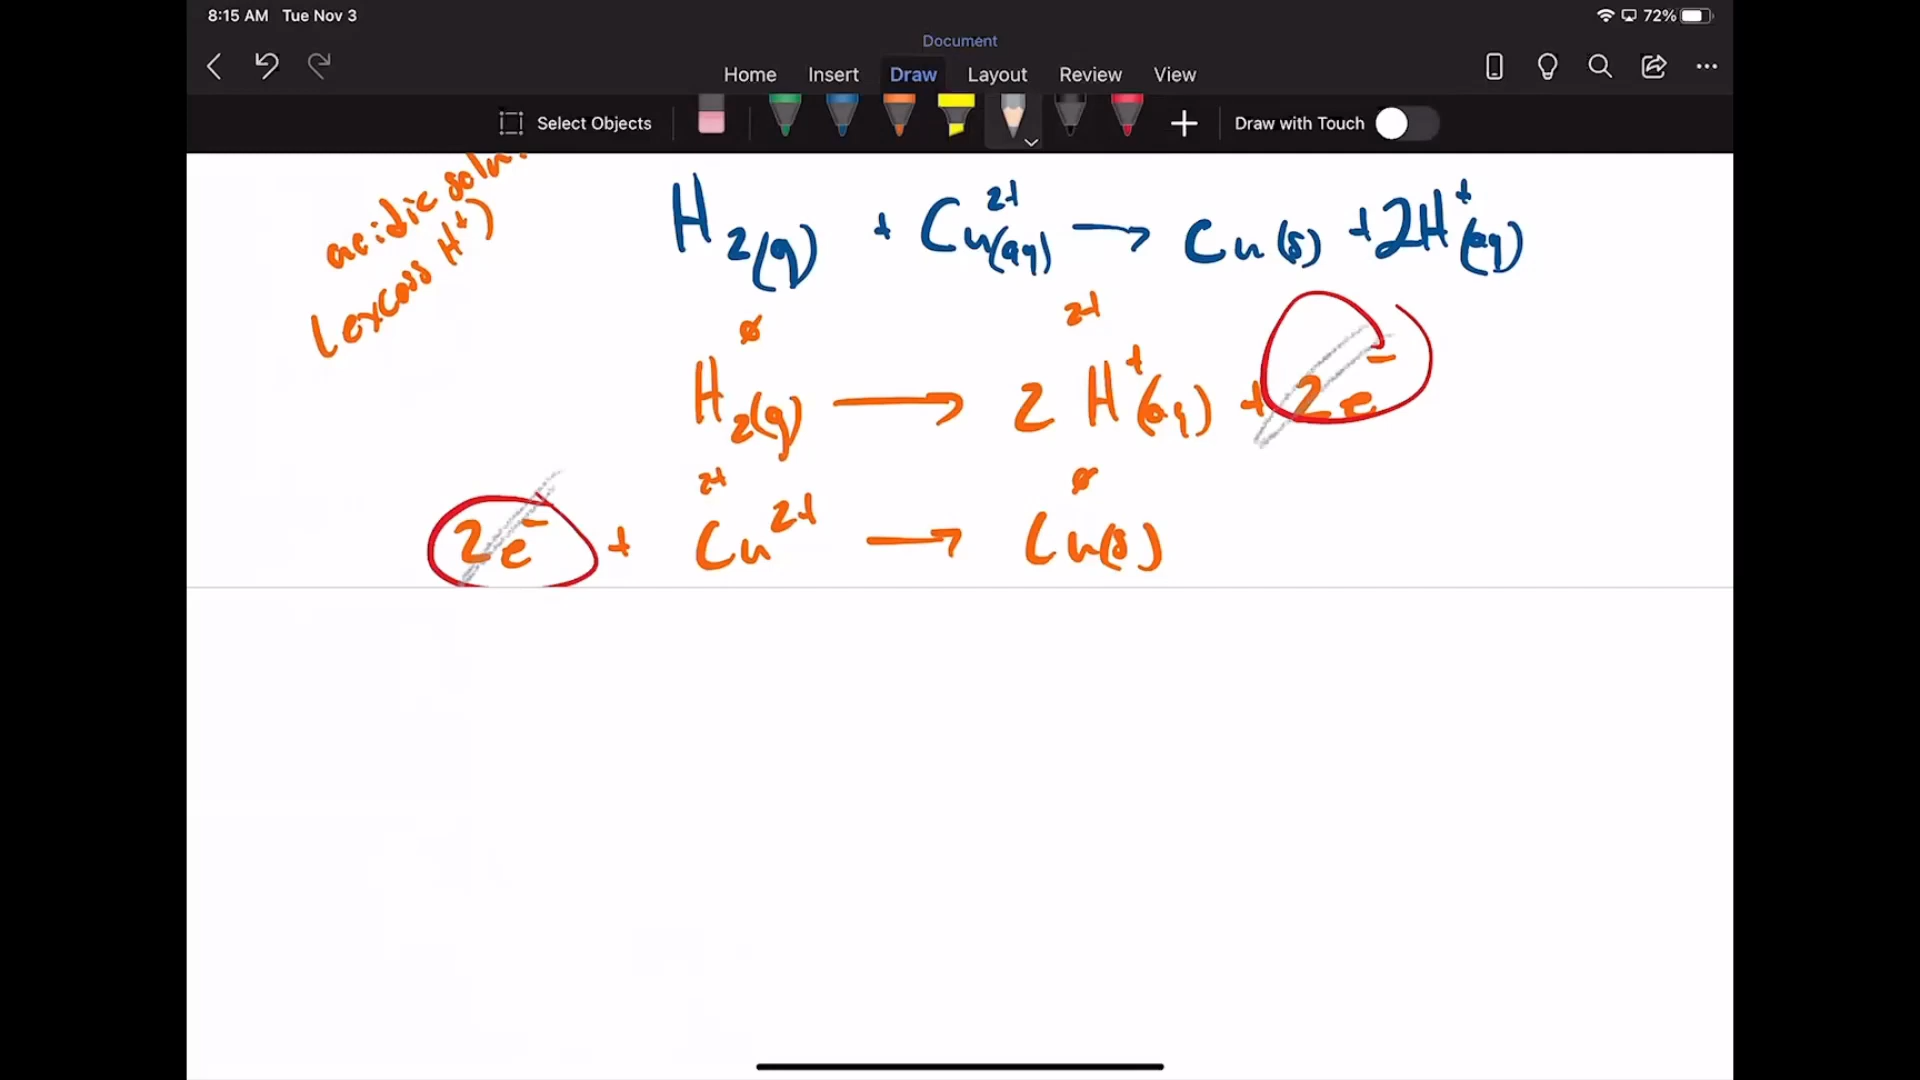 8:15 AM Tue Nov 3 72%
Document
Home Insert Draw Layout Review View
Select Objects Draw with Touch
acidic soln.
(excess H⁺)
H₂(g) + Cu²⁺(aq) → Cu(s) + 2H⁺(aq)
0 2+
H₂(g) → 2 H⁺(aq) + 2e⁻
2+ 0
2e⁻ + Cu²⁺ → Cu(s)